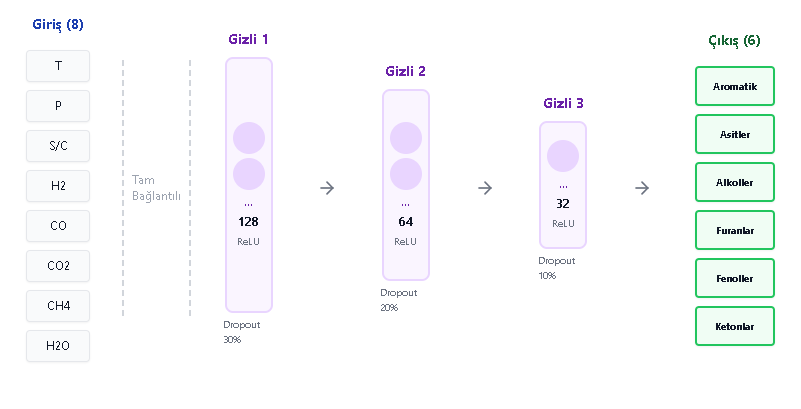 Giriş (8)
T
P
S/C
H2
CO
CO2
CH4
H2O
Tam
Bağlantılı
Gizli 1
...
128
ReLU
Dropout
30%
Gizli 2
...
64
ReLU
Dropout
20%
Gizli 3
...
32
ReLU
Dropout
10%
Çıkış (6)
Aromatik
Asitler
Alkoller
Furanlar
Fenoller
Ketonlar